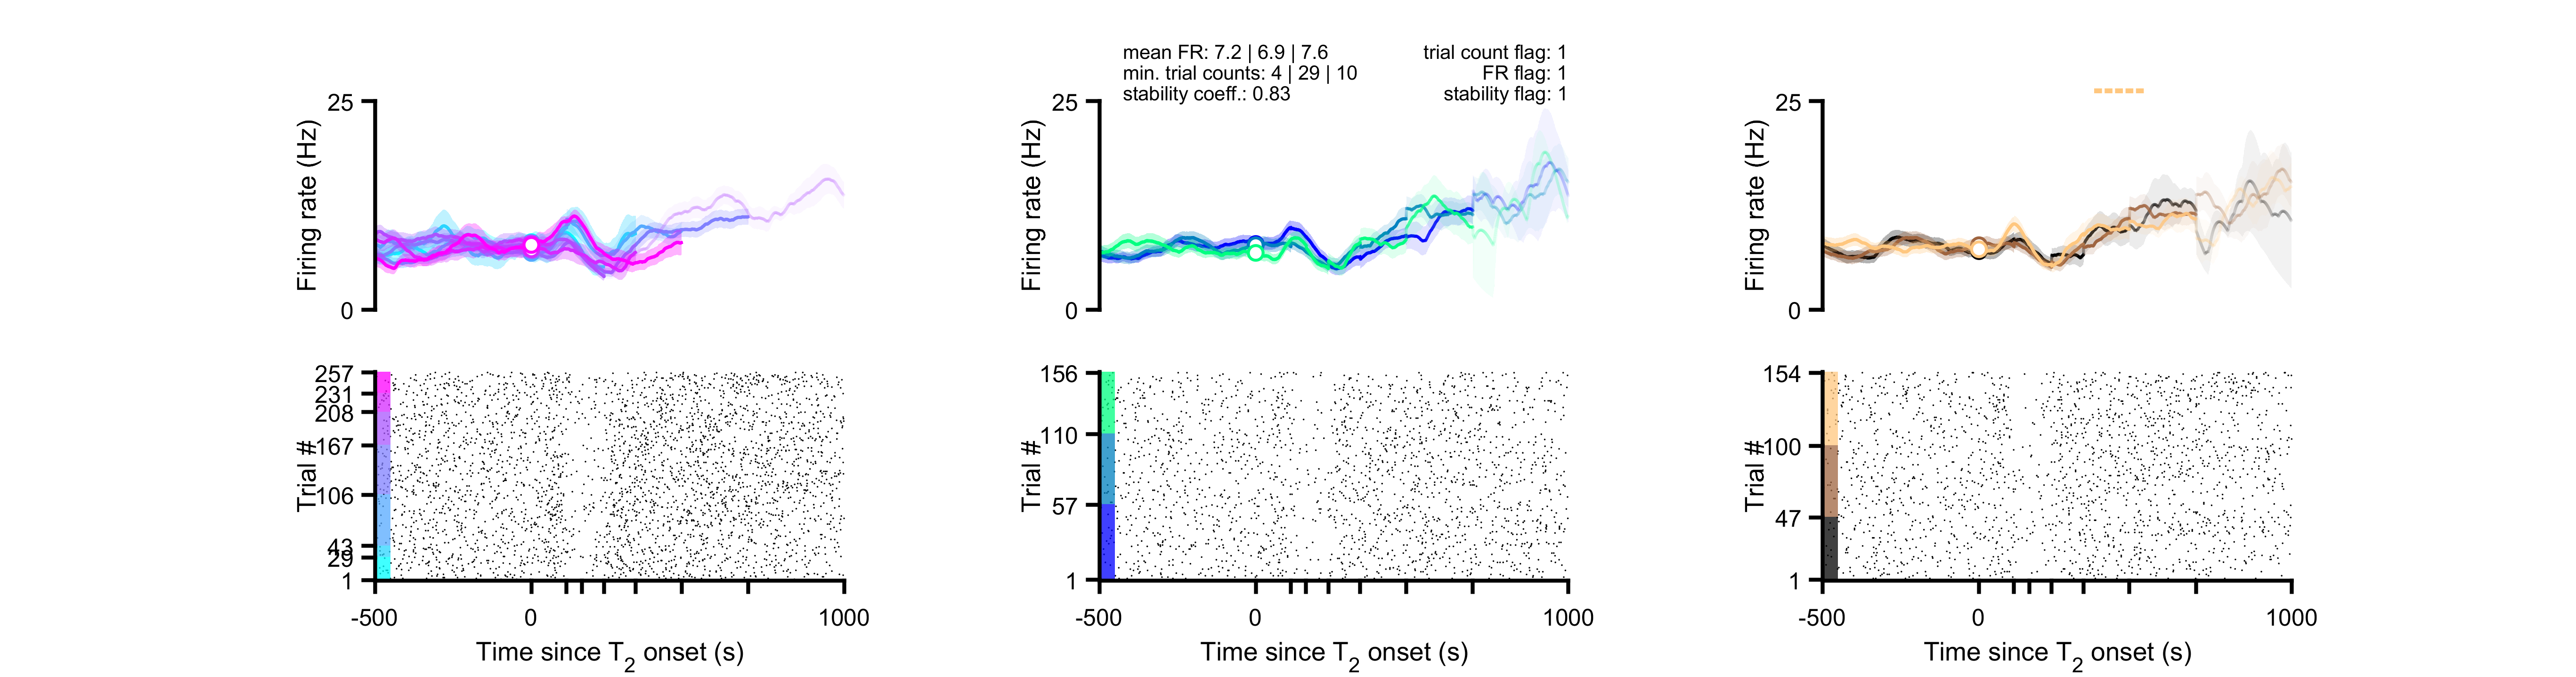 mean FR: 7.2 | 6.9 | 7.6
min. trial counts: 4 | 29 | 10
stability coeff.: 0.83
trial count flag: 1
FR flag: 1
stability flag: 1
25
Firing rate (Hz)
0
25
Firing rate (Hz)
0
25
Firing rate (Hz)
0
257
231
208
167
106
43
29
1
Trial #
-500
0
1000
Time since T2 onset (s)
156
110
57
1
Trial #
-500
0
1000
Time since T2 onset (s)
154
100
47
1
Trial #
-500
0
1000
Time since T2 onset (s)